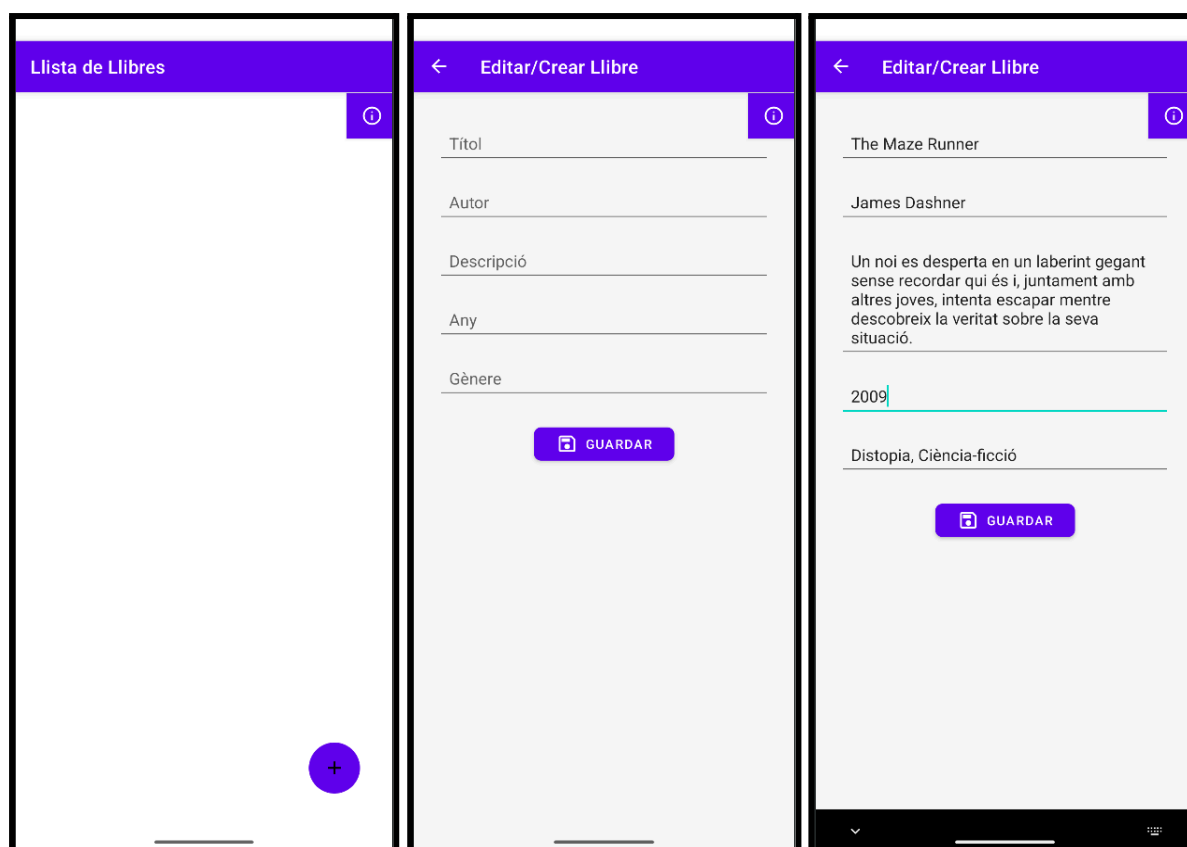 Llista de Llibres
Editar/Crear Llibre
Títol
Autor
Descripció
Any
Gènere
GUARDAR
Editar/Crear Llibre
The Maze Runner
James Dashner
Un noi es desperta en un laberint gegant
sense recordar qui és i, juntament amb
altres joves, intenta escapar mentre
descobreix la veritat sobre la seva
situació.
2009
Distopia, Ciència-ficció
GUARDAR